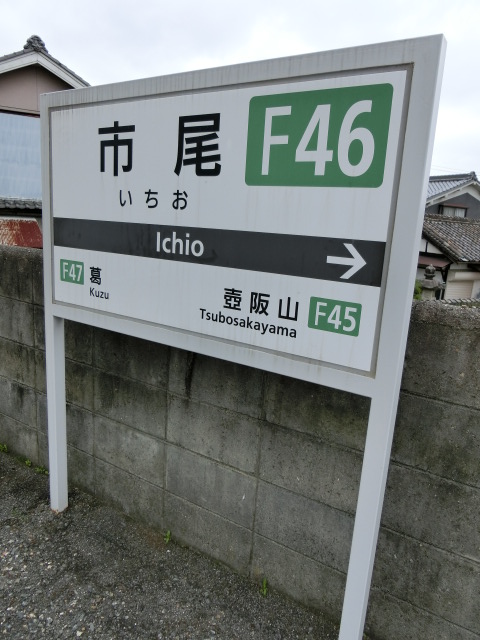 市尾 F46
いちお
Ichio →
F47 葛
Kuzu
壺阪山 F45
Tsubosakayama